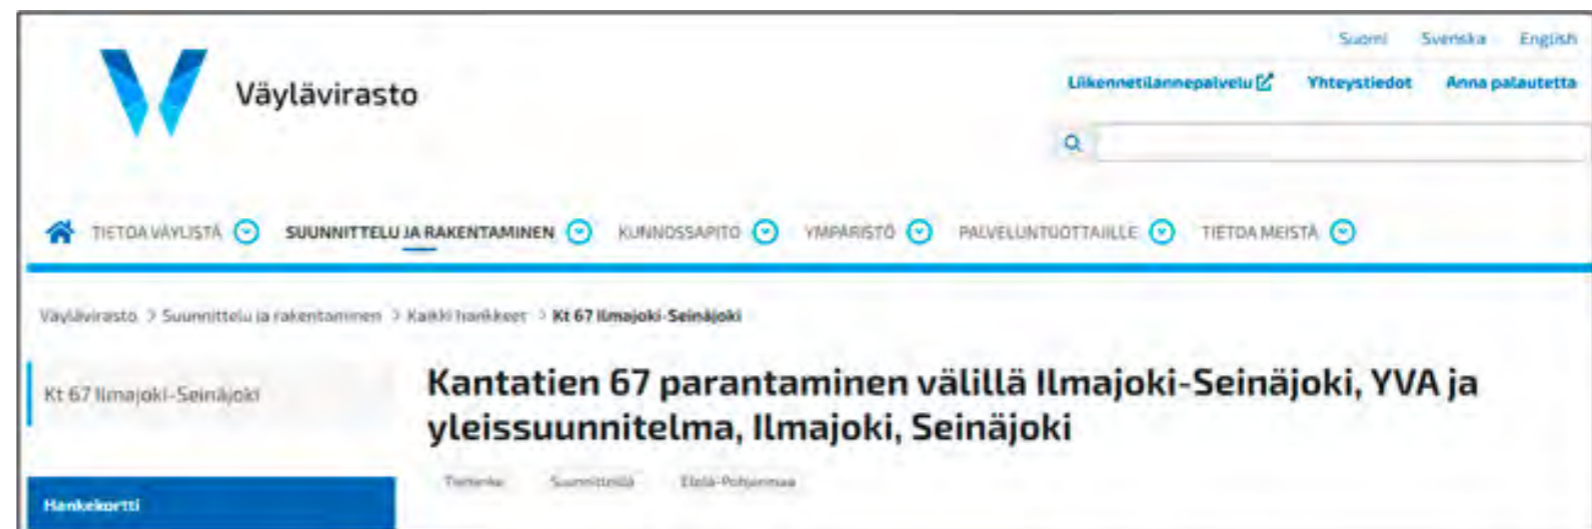 Suomi Svenska English
Väylävirasto
Liikennetilannepalvelu Yhteystiedot Anna palautetta
TIETOA VÄYLISTÄ SUUNNITTELU JA RAKENTAMINEN KUNNOSSAPITO YMPÄRISTÖ PALVELUNTUOTTAJILLE TIETOA MEISTÄ
Väylävirasto > Suunnittelu ja rakentaminen > Kaikki hankkeet > Kt 67 Ilmajoki-Seinäjoki
Kt 67 Ilmajoki-Seinäjoki
Kantatien 67 parantaminen välillä Ilmajoki-Seinäjoki, YVA ja
yleissuunnitelma, Ilmajoki, Seinäjoki
Tiehanke Suunnitteilla Etelä-Pohjanmaa
Hankekortti